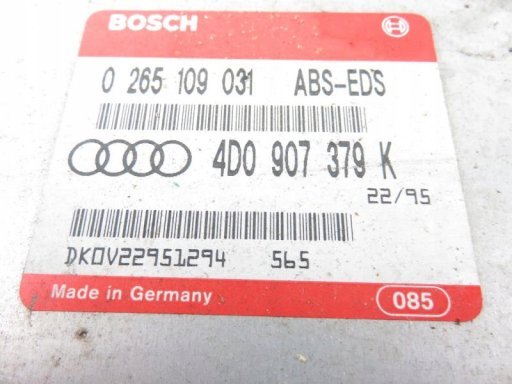 BOSCH
0 265 109 031 ABS-EDS
4D0 907 379 K
22/95
DKOV22951294 565
Made in Germany 085